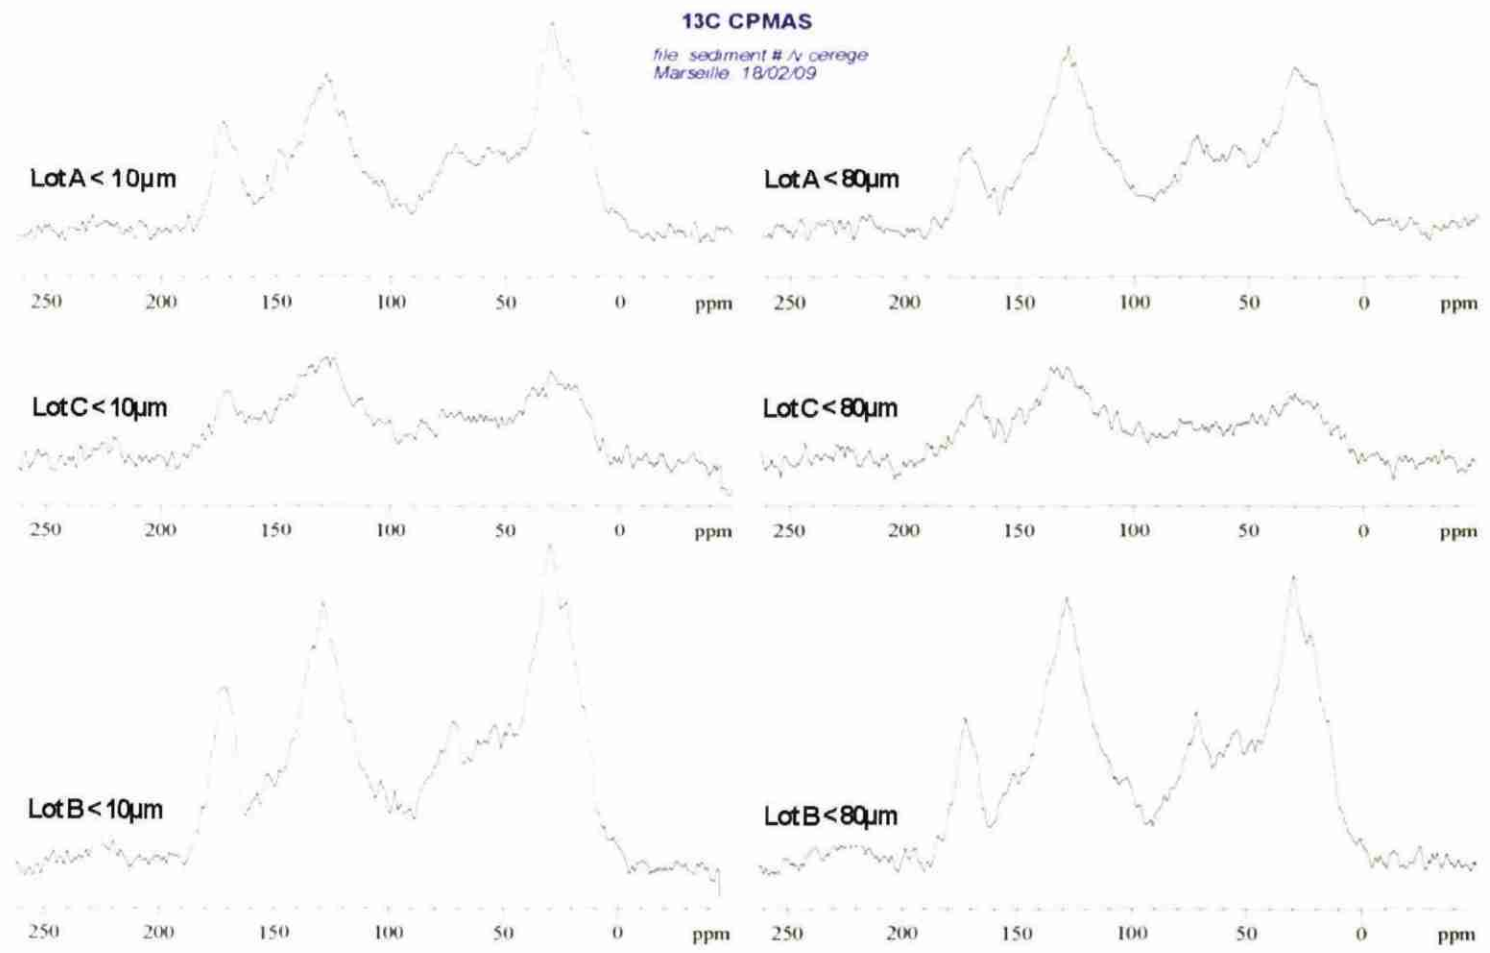 13C CPMAS
file sediment # cerege
Marseille 18/02/09
Lot A < 10µm
Lot A < 80µm
250 200 150 100 50 0 ppm
250 200 150 100 50 0 ppm
Lot C < 10µm
Lot C < 80µm
250 200 150 100 50 0 ppm
250 200 150 100 50 0 ppm
Lot B < 10µm
Lot B < 80µm
250 200 150 100 50 0 ppm
250 200 150 100 50 0 ppm